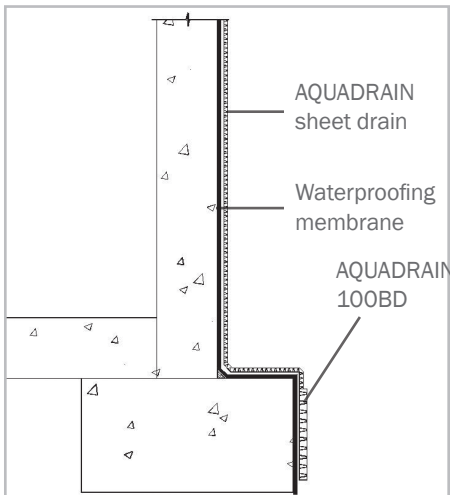 AQUADRAIN
sheet drain
Waterproofing
membrane
AQUADRAIN
100BD